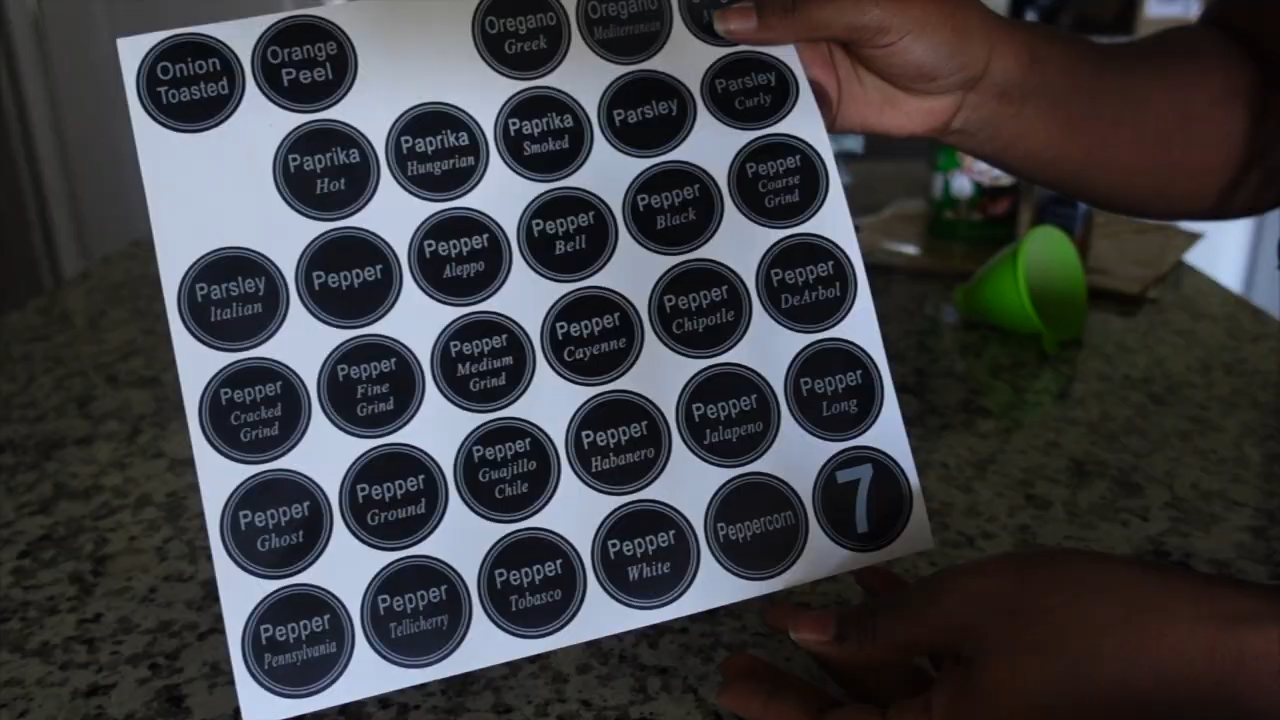 Onion
Toasted
Orange
Peel
Oregano
Greek
Oregano
Mediterranean
Paprika
Hot
Paprika
Hungarian
Paprika
Smoked
Parsley
Parsley
Curly
Parsley
Italian
Pepper
Pepper
Aleppo
Pepper
Bell
Pepper
Black
Pepper
Coarse
Grind
Pepper
Cracked
Grind
Pepper
Fine
Grind
Pepper
Medium
Grind
Pepper
Cayenne
Pepper
Chipotle
Pepper
DeArbol
Pepper
Ghost
Pepper
Ground
Pepper
Guajillo
Chile
Pepper
Habanero
Pepper
Jalapeno
Pepper
Long
Pepper
Pennsylvania
Pepper
Tellicherry
Pepper
Tobasco
Pepper
White
Peppercorn
7